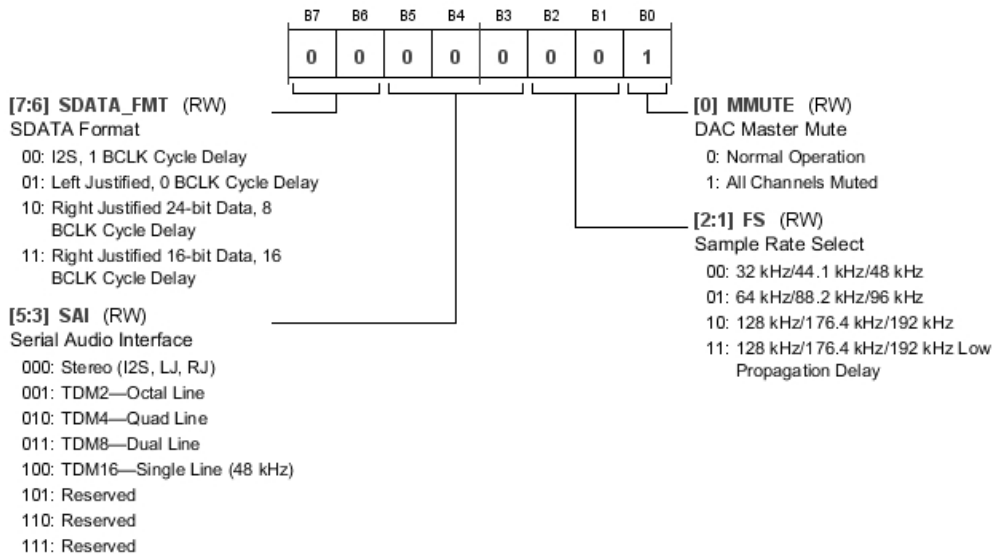 B7 B6 B5 B4 B3 B2 B1 B0
0 0 0 0 0 0 0 1
[7:6] SDATA_FMT (RW)
SDATA Format
00: I2S, 1 BCLK Cycle Delay
01: Left Justified, 0 BCLK Cycle Delay
10: Right Justified 24-bit Data, 8
BCLK Cycle Delay
11: Right Justified 16-bit Data, 16
BCLK Cycle Delay
[5:3] SAI (RW)
Serial Audio Interface
000: Stereo (I2S, LJ, RJ)
001: TDM2—Octal Line
010: TDM4—Quad Line
011: TDM8—Dual Line
100: TDM16—Single Line (48 kHz)
101: Reserved
110: Reserved
111: Reserved
[0] MMUTE (RW)
DAC Master Mute
0: Normal Operation
1: All Channels Muted
[2:1] FS (RW)
Sample Rate Select
00: 32 kHz/44.1 kHz/48 kHz
01: 64 kHz/88.2 kHz/96 kHz
10: 128 kHz/176.4 kHz/192 kHz
11: 128 kHz/176.4 kHz/192 kHz Low
Propagation Delay